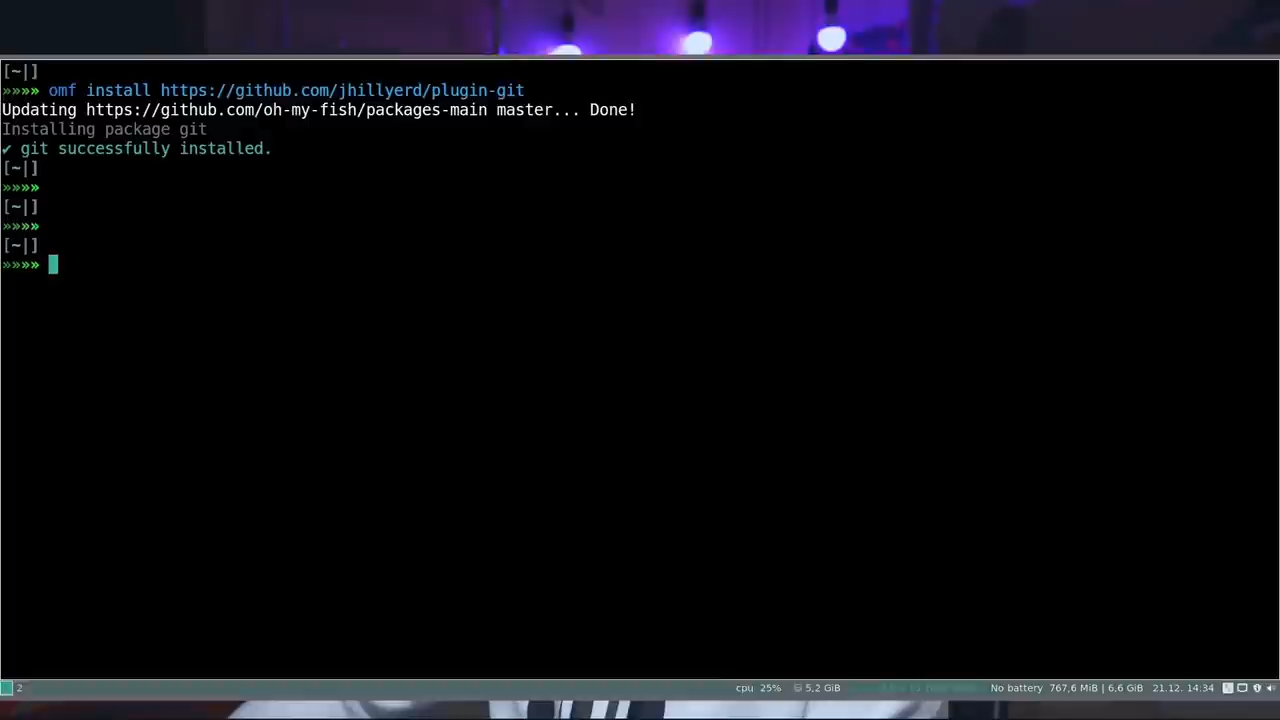 [~|]
»»»» omf install https://github.com/jhillyerd/plugin-git
Updating https://github.com/oh-my-fish/packages-main master... Done!
Installing package git
✔ git successfully installed.
[~|]
»»»»
[~|]
»»»»
[~|]
»»»»
2 cpu 25% 5,2 GiB No battery 767,6 MiB | 6,6 GiB 21.12. 14:34